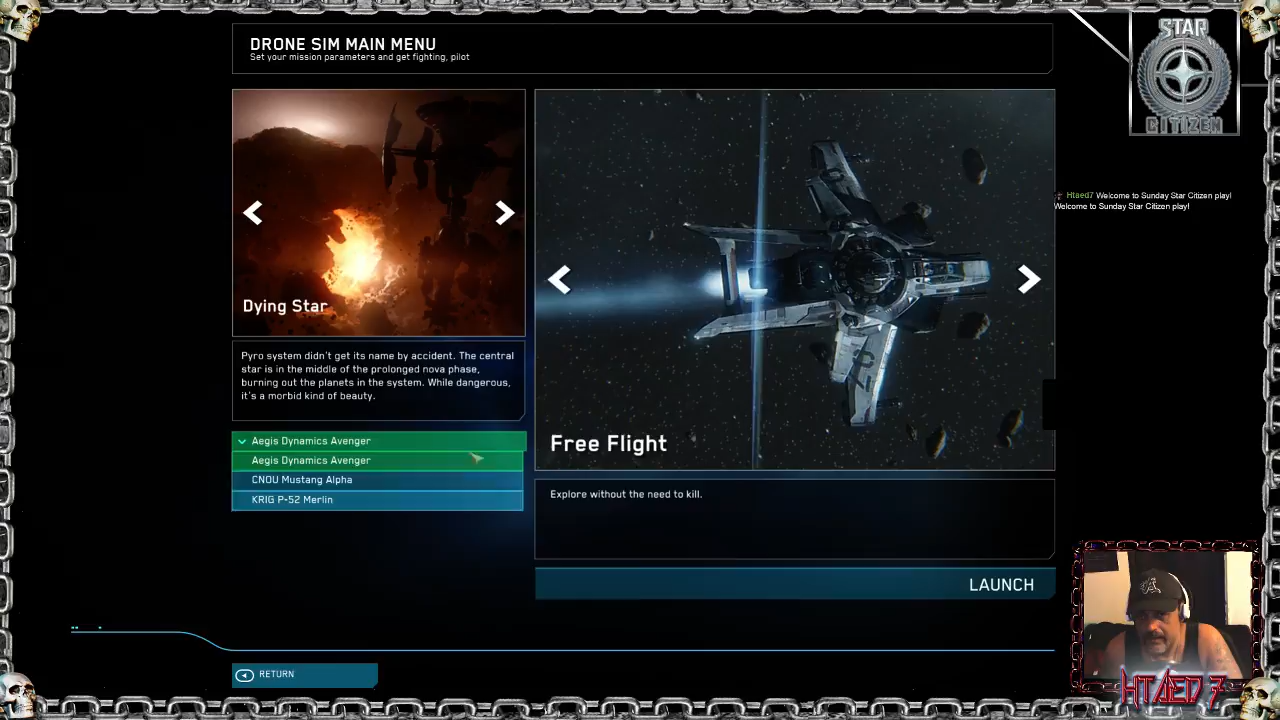 DRONE SIM MAIN MENU
Set your mission parameters and get fighting, pilot
STAR
CITIZEN
Htaed7 Welcome to Sunday Star Citizen play!
Welcome to Sunday Star Citizen play!
Dying Star
Pyro system didn't get its name by accident. The central
star is in the middle of the prolonged nova phase,
burning out the planets in the system. While dangerous,
it's a morbid kind of beauty.
Aegis Dynamics Avenger
Aegis Dynamics Avenger
CNOU Mustang Alpha
KRIG P-52 Merlin
Free Flight
Explore without the need to kill.
LAUNCH
RETURN
HTAED 7